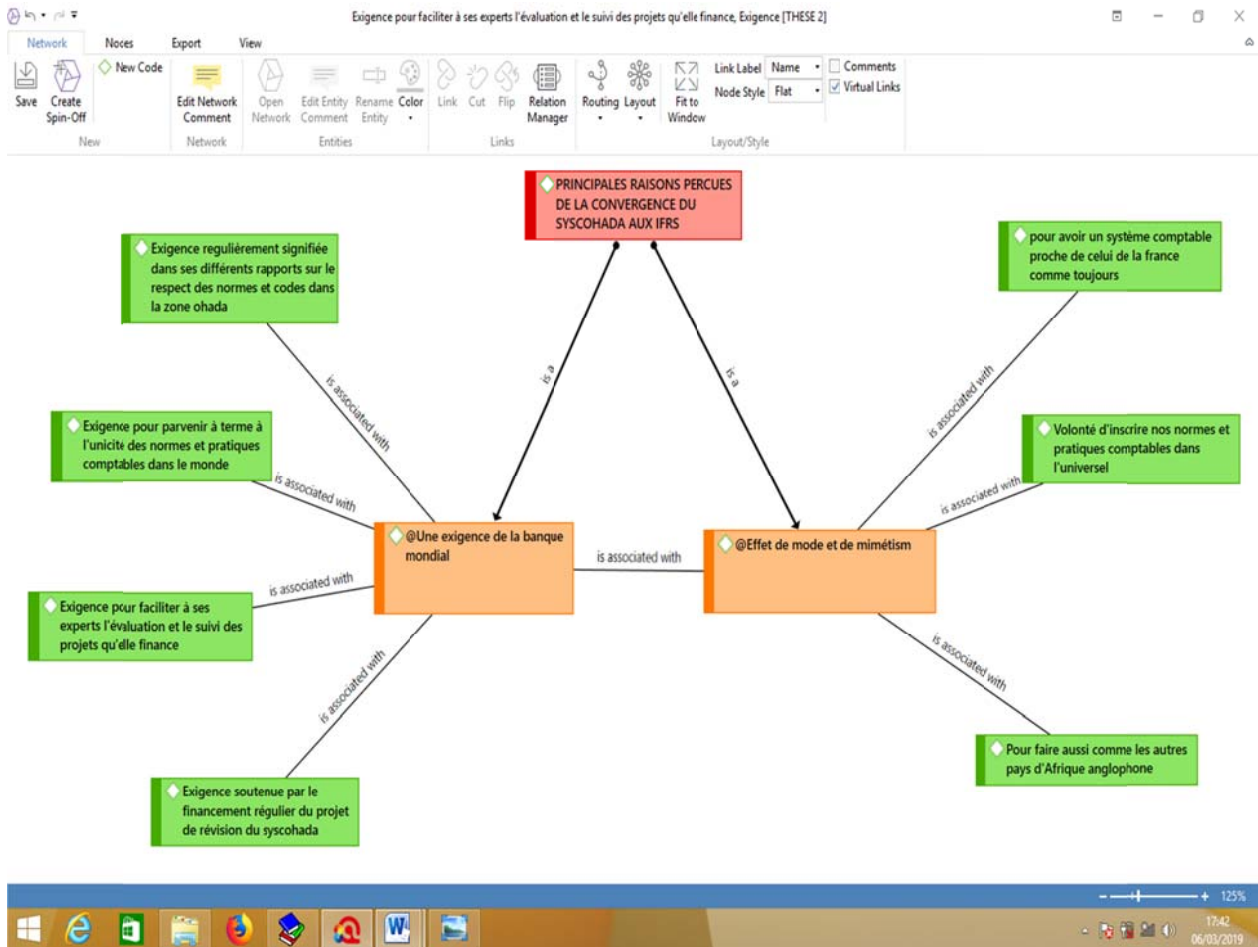 Exigence pour faciliter à ses experts l'évaluation et le suivi des projets qu'elle finance, Exigence [THESE 2]
Network Noces Export View
New Code
Save
Create
Spin-Off
Edit Network
Comment
Open
Network
Edit Entity
Comment
Rename
Entity
Color
Link
Cut
Flip
Relation
Manager
Routing
Layout
Fit to
Window
Link Label Name
Node Style Flat
Comments
Virtual Links
New
Network
Entities
Links
Layout/Style
PRINCIPALES RAISONS PERCUES
DE LA CONVERGENCE DU
SYSCOHADA AUX IFRS
Exigence regulièrement signifiée
dans ses différents rapports sur le
respect des normes et codes dans
la zone ohada
pour avoir un système comptable
proche de celui de la france
comme toujours
is a
is a
is associated with
is associated with
Exigence pour parvenir à terme à
l'unicité des normes et pratiques
comptables dans le monde
Volonté d'inscrire nos normes et
pratiques comptables dans
l'universel
is associated with
is associated with
@Une exigence de la banque
mondial
is associated with
@Effet de mode et de mimétism
is associated with
Exigence pour faciliter à ses
experts l'évaluation et le suivi des
projets qu'elle finance
is associated with
is associated with
Pour faire aussi comme les autres
pays d'Afrique anglophone
Exigence soutenue par le
financement régulier du projet
de révision du syscohada
125%
17:42
06/03/2019